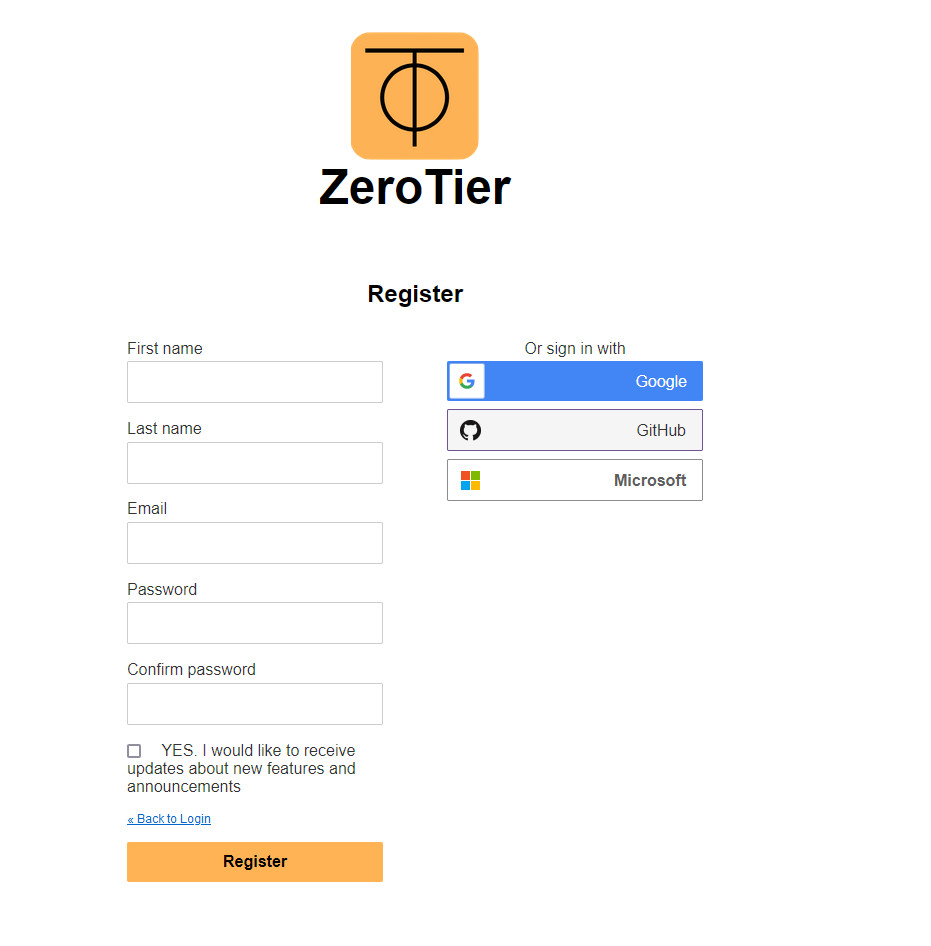 ZeroTier
Register
First name
Last name
Email
Password
Confirm password
YES. I would like to receive
updates about new features and
announcements
« Back to Login
Register
Or sign in with
Google
GitHub
Microsoft